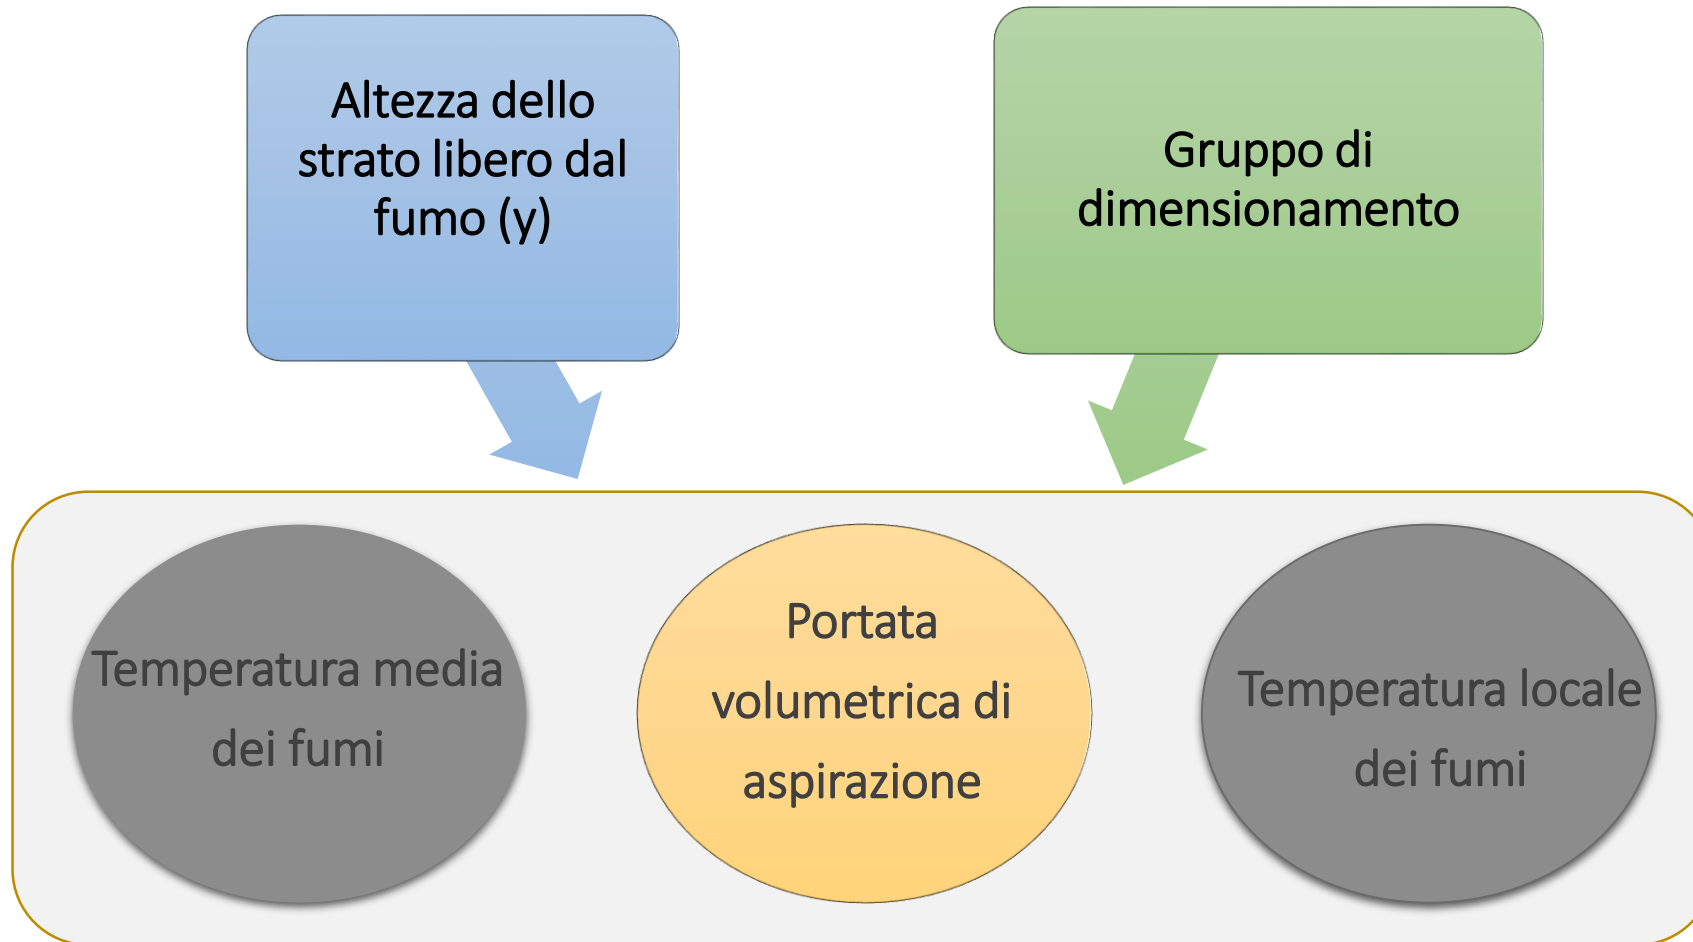 Altezza dello
strato libero dal
fumo (y)
Gruppo di
dimensionamento
Temperatura media
dei fumi
Portata
volumetrica di
aspirazione
Temperatura locale
dei fumi